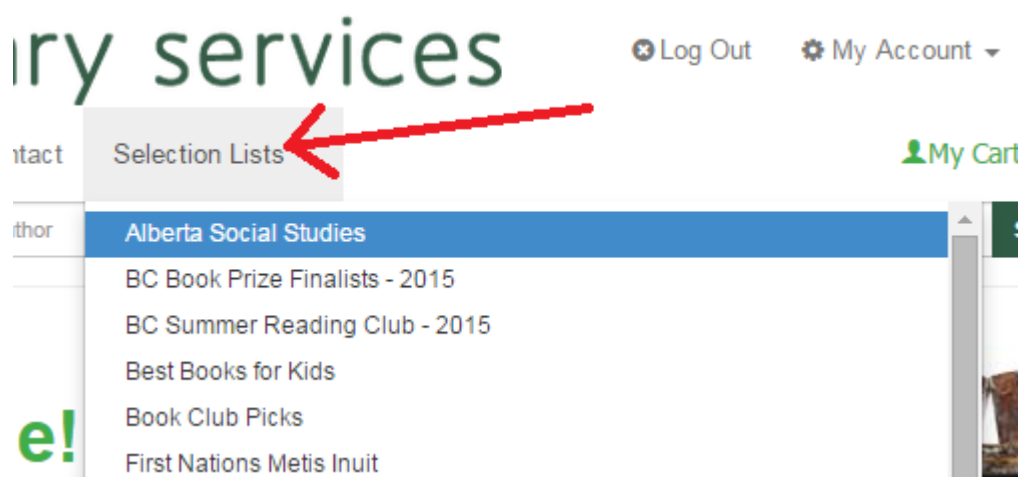 ary services
Log Out
My Account
ntact
Selection Lists
My Cart
thor
Alberta Social Studies
BC Book Prize Finalists - 2015
BC Summer Reading Club - 2015
Best Books for Kids
Book Club Picks
e!
First Nations Metis Inuit